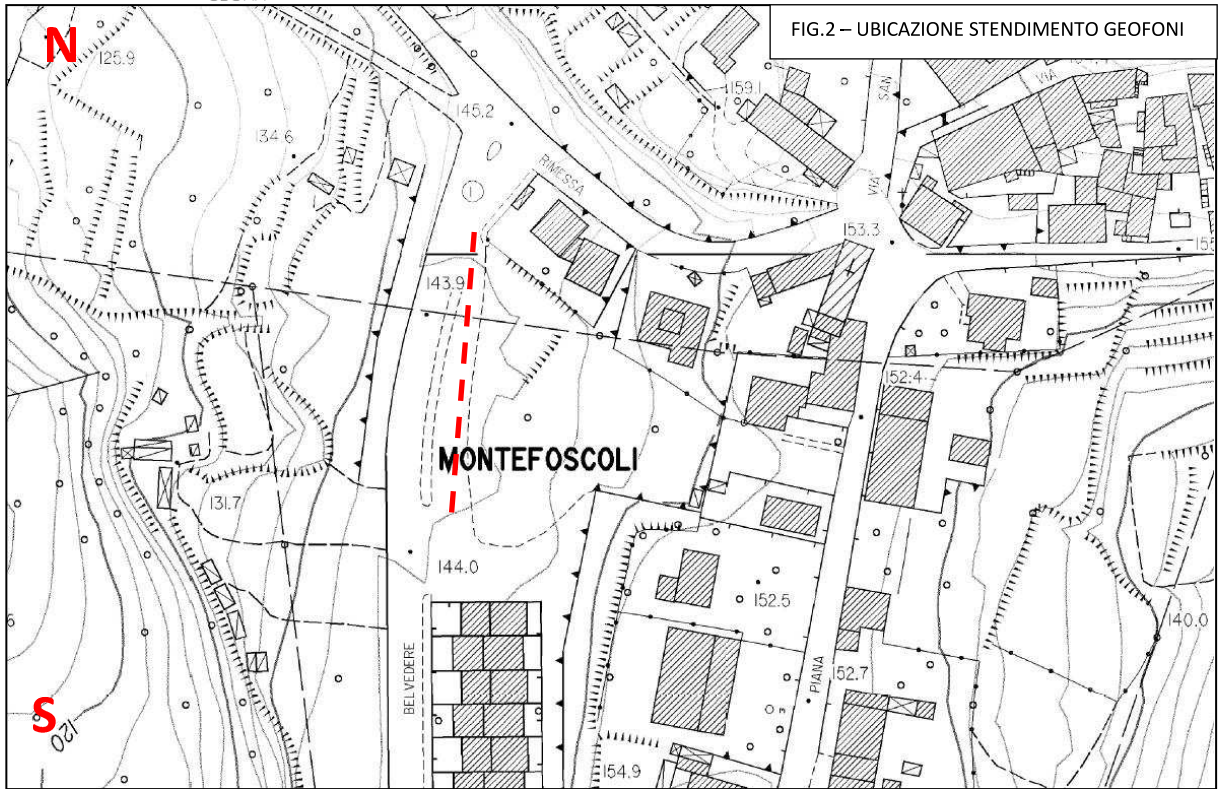 FIG.2 – UBICAZIONE STENDIMENTO GEOFONI
N
125.9
145.2
159.1
SAN
VIA
134.6
RIMESSA
VIA
153.3
143.9
152.4
MONTEFOSCOLI
131.7
144.0
152.5
140.0
BELVEDERE
PIANA
152.7
S
120
154.9